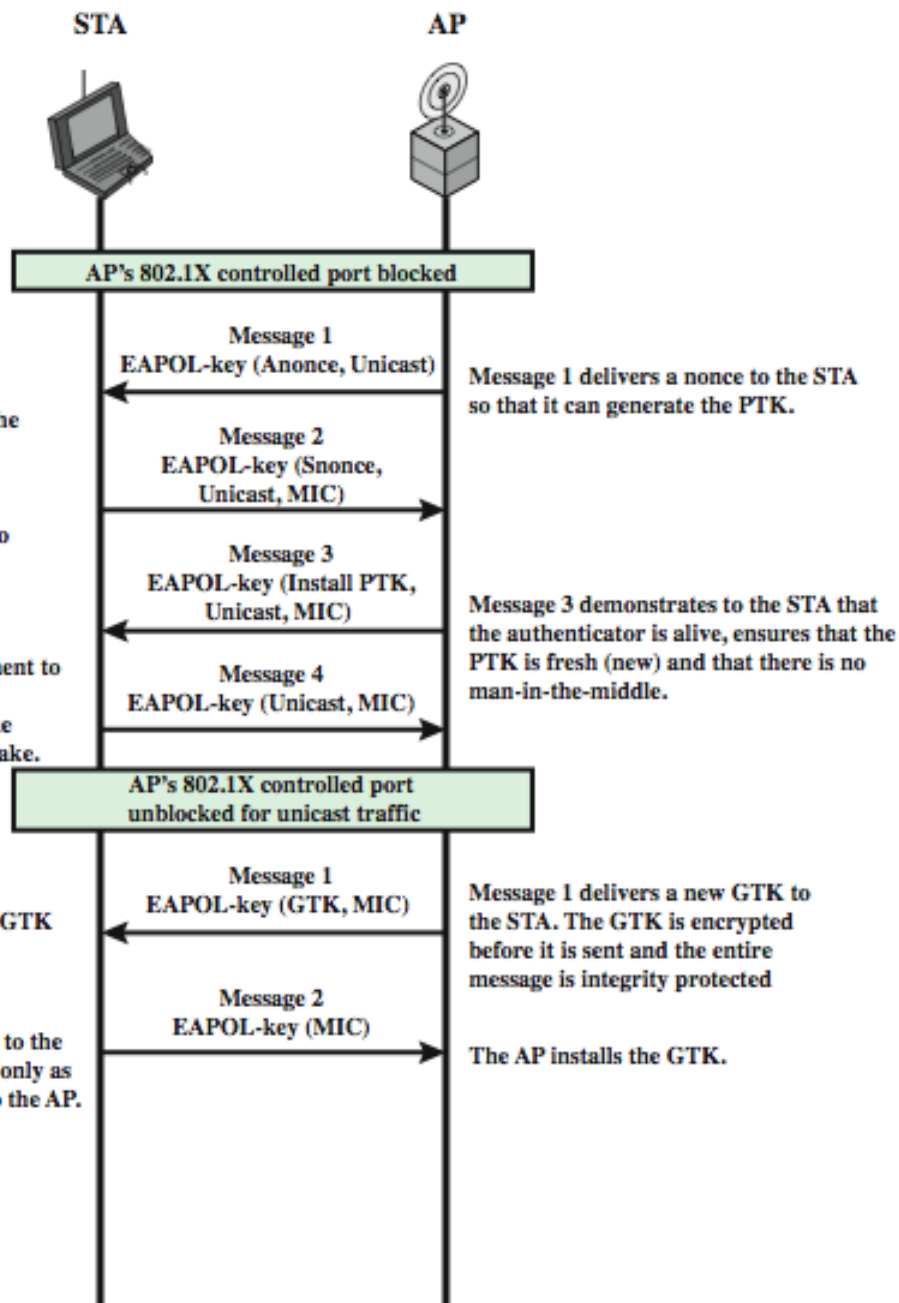 STA
AP
AP's 802.1X controlled port blocked
Message 1
EAPOL-key (Anonce, Unicast)
Message 1 delivers a nonce to the STA
so that it can generate the PTK.
Message 2
EAPOL-key (Snonce,
Unicast, MIC)
Message 3
EAPOL-key (Install PTK,
Unicast, MIC)
Message 3 demonstrates to the STA that
the authenticator is alive, ensures that the
PTK is fresh (new) and that there is no
man-in-the-middle.
to
Message 4
EAPOL-key (Unicast, MIC)
AP's 802.1X controlled port
unblocked for unicast traffic
Message 1
EAPOL-key (GTK, MIC)
Message 1 delivers a new GTK to
the STA. The GTK is encrypted
before it is sent and the entire
message is integrity protected
GTK
Message 2
EAPOL-key (MIC)
The AP installs the GTK.
to the
only as
the AP.